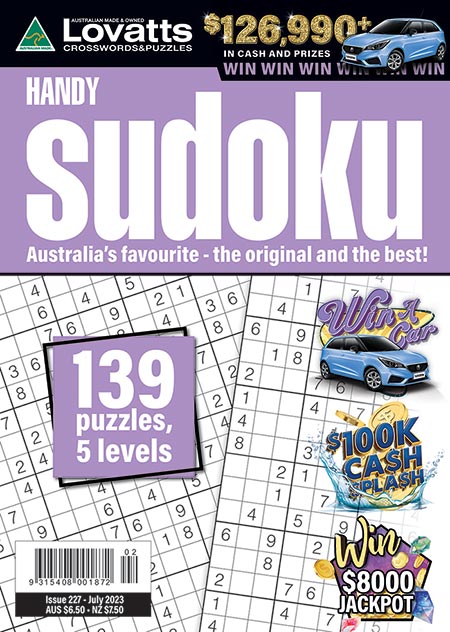 AUSTRALIAN MADE & OWNED
Lovatts
CROSSWORDS&PUZZLES
AUSTRALIAN MADE
$126,990+
IN CASH AND PRIZES
WIN WIN WIN WIN WIN WIN
HANDY
sudoku
Australia's favourite - the original and the best!
139
puzzles,
5 levels
Win A
Car
$100K
CASH
SPLASH
Win
$8000
JACKPOT
02
9 315408 001872
Issue 227 - July 2023
AUS $6.50 • NZ $7.50